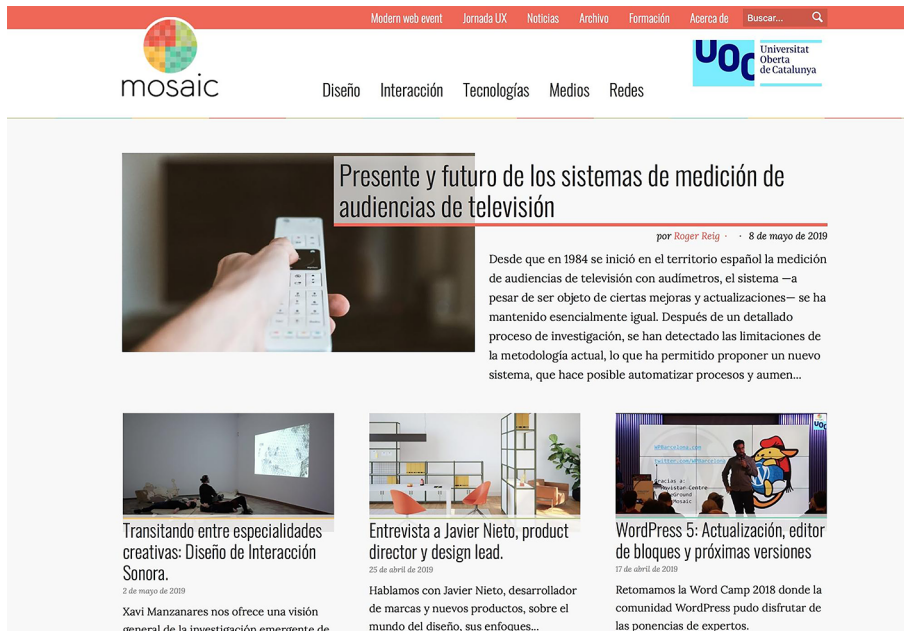 Modern web event Jornada UX Noticias Archivo Formación Acerca de Buscar...
mosaic
Diseño Interacción Tecnologías Medios Redes
UOC
Universitat
Oberta
de Catalunya
Presente y futuro de los sistemas de medición de
audiencias de televisión
por Roger Reig · · 8 de mayo de 2019
Desde que en 1984 se inició en el territorio español la medición
de audiencias de televisión con audímetros, el sistema —a
pesar de ser objeto de ciertas mejoras y actualizaciones— se ha
mantenido esencialmente igual. Después de un detallado
proceso de investigación, se han detectado las limitaciones de
la metodología actual, lo que ha permitido proponer un nuevo
sistema, que hace posible automatizar procesos y aumen...
Transitando entre especialidades
creativas: Diseño de Interacción
Sonora.
2 de mayo de 2019
Xavi Manzanares nos ofrece una visión
general de la investigación emergente de
Entrevista a Javier Nieto, product
director y design lead.
25 de abril de 2019
Hablamos con Javier Nieto, desarrollador
de marcas y nuevos productos, sobre el
mundo del diseño, sus enfoques...
UOC
Gracias a:
WordPress 5: Actualización, editor
de bloques y próximas versiones
17 de abril de 2019
Retomamos la Word Camp 2018 donde la
comunidad WordPress pudo disfrutar de
las ponencias de expertos.